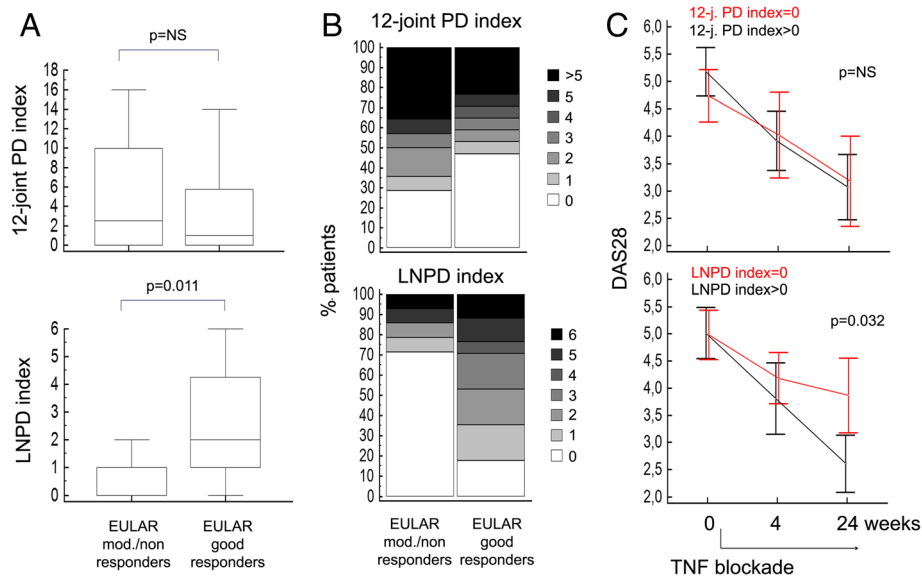 A
p=NS
12-joint PD index
18
16
14
12
10
8
6
4
2
0
p=0.011
LNPD index
6
5
4
3
2
1
0
EULAR
mod./non
responders
EULAR
good
responders
B
12-joint PD index
100
90
80
70
60
50
40
30
20
10
0
>5
5
4
3
2
1
0
% patients
LNPD index
100
90
80
70
60
50
40
30
20
10
0
6
5
4
3
2
1
0
EULAR
mod./non
responders
EULAR
good
responders
C
12-j. PD index=0
12-j. PD index>0
p=NS
6,0
5,5
5,0
4,5
4,0
3,5
3,0
2,5
2,0
DAS28
LNPD index=0
LNPD index>0
p=0.032
6,0
5,5
5,0
4,5
4,0
3,5
3,0
2,5
2,0
0 4 24 weeks
TNF blockade